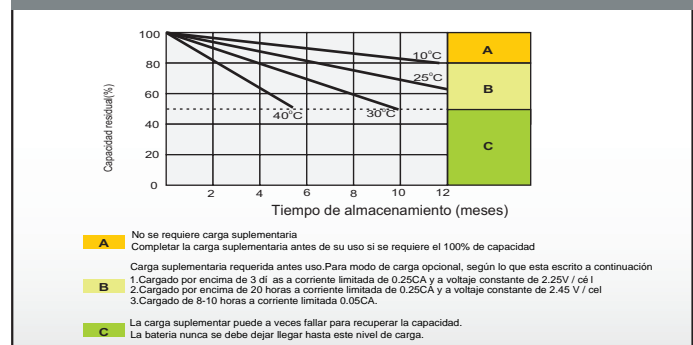 100
80
60
40
20
0
Capacidad residual(%)
10°C
25°C
30°C
40°C
A
B
C
2 4 6 8 10 12
Tiempo de almacenamiento (meses)
A
No se requiere carga suplementaria
Completar la carga suplementaria antes de su uso si se requiere el 100% de capacidad
Carga suplementaria requerida antes uso.Para modo de carga opcional, según lo que esta escrito a continuación
B
1.Cargado por encima de 3 dí as a corriente limitada de 0.25CA y a voltaje constante de 2.25V / cé l
2.Cargado por encima de 20 horas a corriente limitada de 0.25CA y a voltaje constante de 2.45 V / cel
3.Cargado de 8-10 horas a corriente limitada 0.05CA.
C
La carga suplementar puede a veces fallar para recuperar la capacidad.
La bateria nunca se debe dejar llegar hasta este nivel de carga.